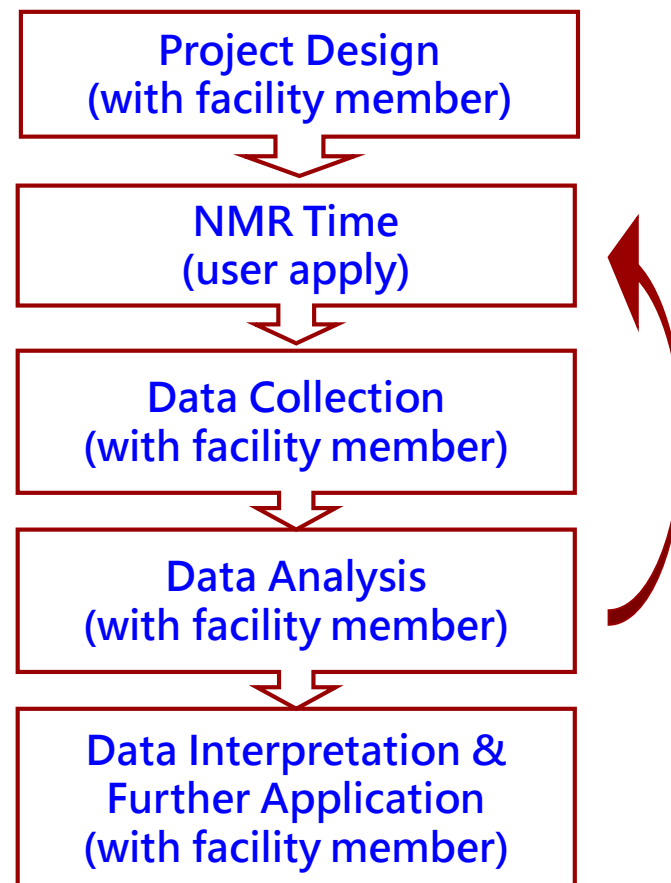 Project Design
(with facility member)
NMR Time
(user apply)
Data Collection
(with facility member)
Data Analysis
(with facility member)
Data Interpretation &
Further Application
(with facility member)